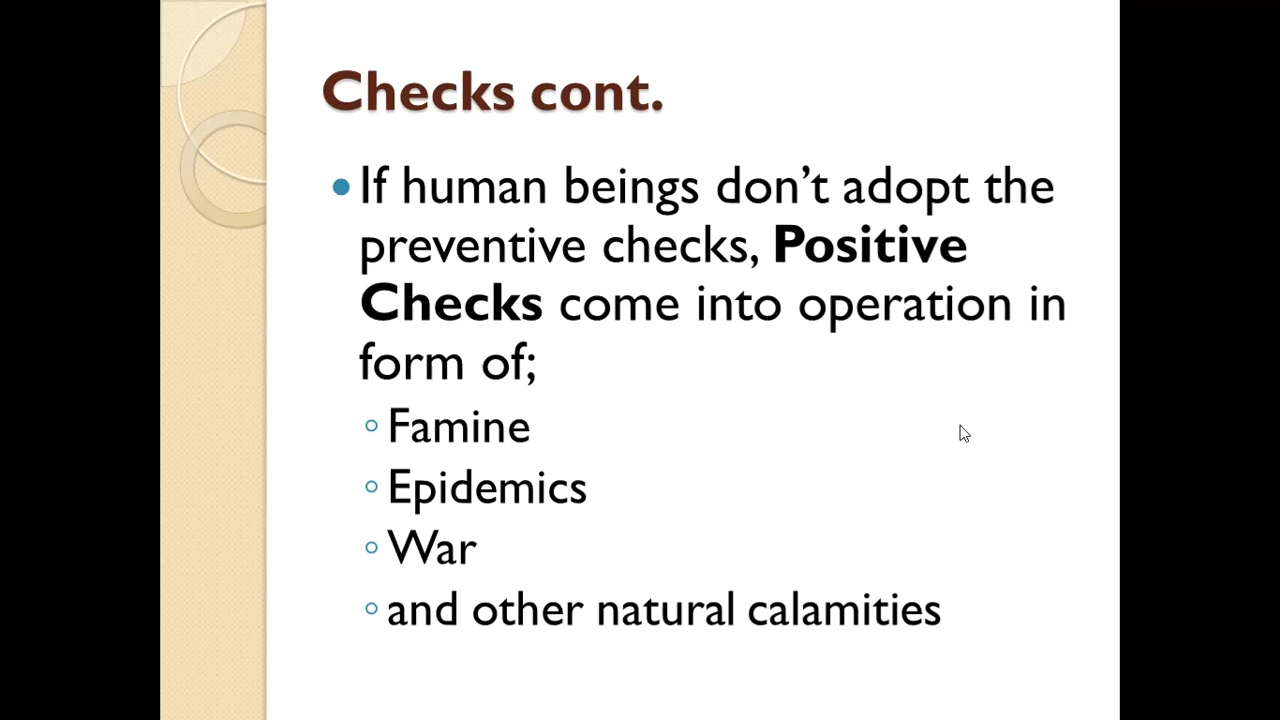 Checks cont.
If human beings don’t adopt the
preventive checks, Positive
Checks come into operation in
form of;
Famine
Epidemics
War
and other natural calamities